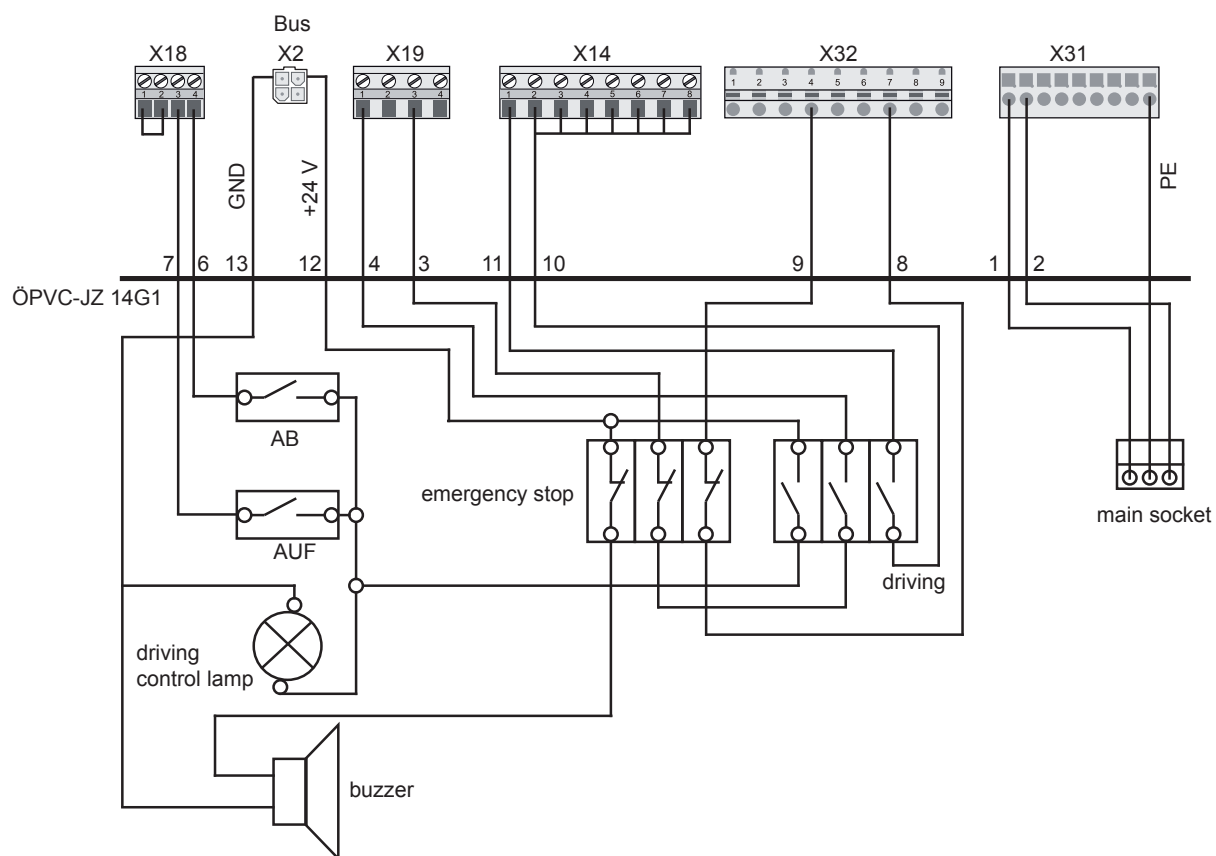 Bus
X18 X2 X19 X14 X32 X31
1 2 3 4
1 2 3 4
1 2 3 4 5 6 7 8
1 2 3 4 5 6 7 8 9
GND
+24 V
PE
7 6 13 12 4 3 11 10 9 8 1 2
ÖPVC-JZ 14G1
AB
emergency stop
main socket
AUF
driving
driving
control lamp
buzzer